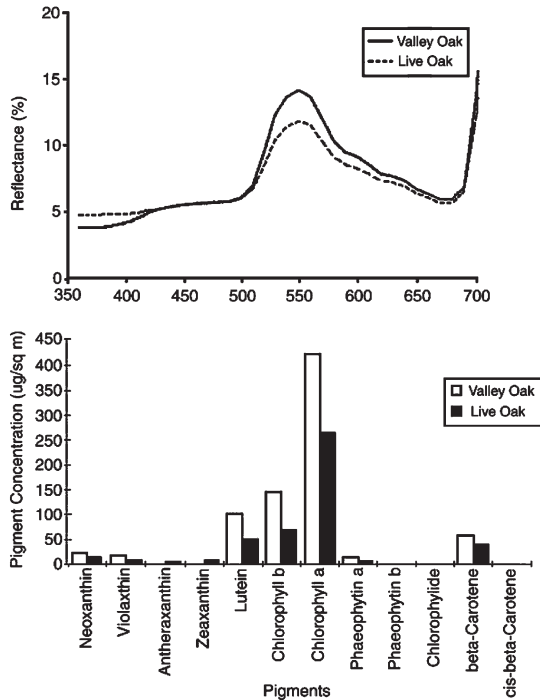 20
15
10
5
0
Reflectance (%)
Valley Oak
Live Oak
350 400 450 500 550 600 650 700
450
400
350
300
250
200
150
100
50
0
Pigment Concentration (ug/sq m)
Valley Oak
Live Oak
Neoxanthin
Violaxthin
Antheraxanthin
Zeaxanthin
Lutein
Chlorophyll b
Chlorophyll a
Phaeophytin a
Phaeophytin b
Chlorophylide
beta-Carotene
cis-beta-Carotene
Pigments